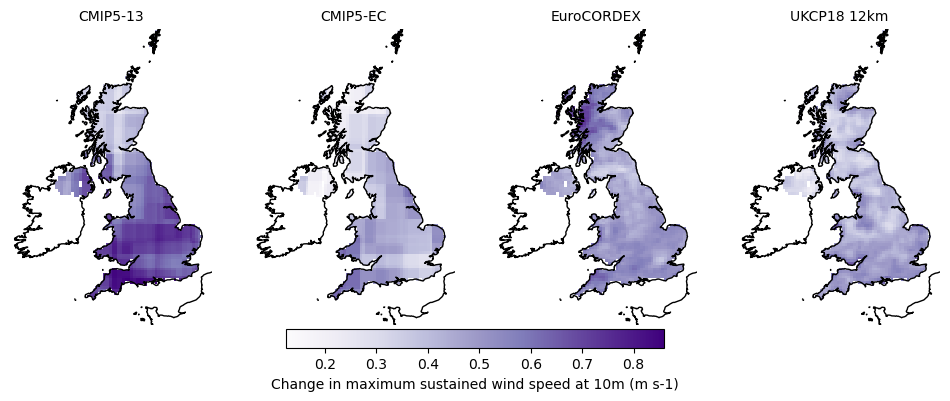 CMIP5-13 CMIP5-EC EuroCORDEX UKCP18 12km
0.2 0.3 0.4 0.5 0.6 0.7 0.8
Change in maximum sustained wind speed at 10m (m s-1)